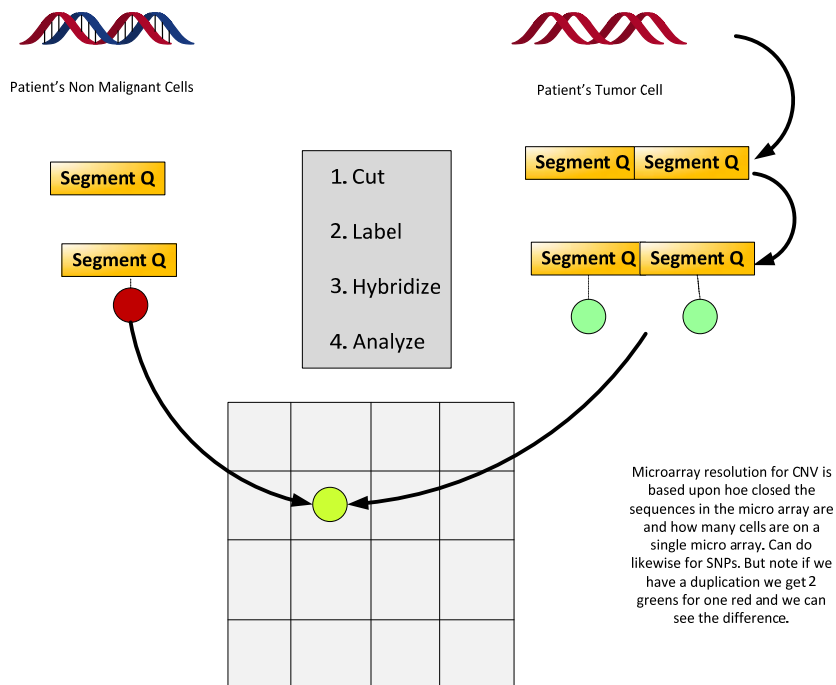 Patient's Non Malignant Cells
Patient's Tumor Cell
Segment Q
Segment Q
Segment Q
Segment Q
Segment Q
Segment Q
1. Cut
2. Label
3. Hybridize
4. Analyze
Microarray resolution for CNV is
based upon hoe closed the
sequences in the micro array are
and how many cells are on a
single micro array. Can do
likewise for SNPs. But note if we
have a duplication we get 2
greens for one red and we can
see the difference.